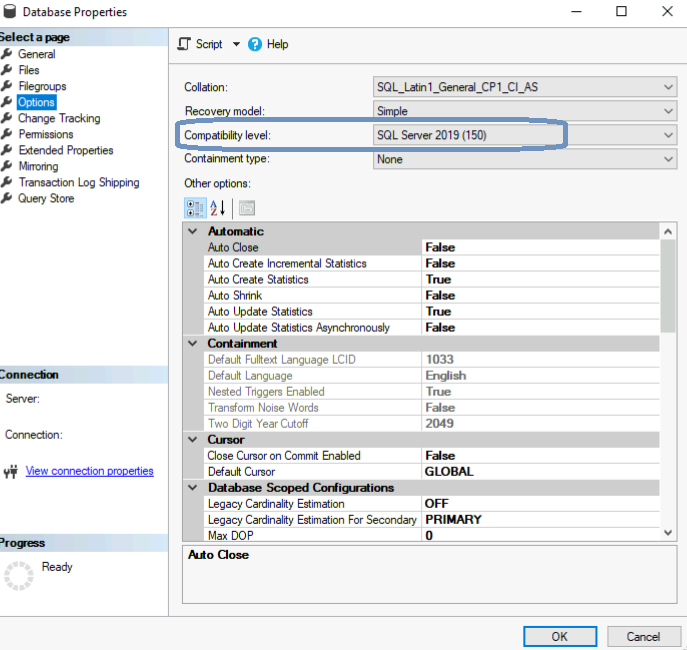 Database Properties
Select a page
General
Files
Filegroups
Options
Change Tracking
Permissions
Extended Properties
Mirroring
Transaction Log Shipping
Query Store
Connection
Server:
Connection:
View connection properties
Progress
Ready
Script Help
Collation: SQL_Latin1_General_CP1_CI_AS
Recovery model: Simple
Compatibility level: SQL Server 2019 (150)
Containment type: None
Other options:
Automatic
Auto Close False
Auto Create Incremental Statistics False
Auto Create Statistics True
Auto Shrink False
Auto Update Statistics True
Auto Update Statistics Asynchronously False
Containment
Default Fulltext Language LCID 1033
Default Language English
Nested Triggers Enabled True
Transform Noise Words False
Two Digit Year Cutoff 2049
Cursor
Close Cursor on Commit Enabled False
Default Cursor GLOBAL
Database Scoped Configurations
Legacy Cardinality Estimation OFF
Legacy Cardinality Estimation For Secondary PRIMARY
Max DOP 0
Auto Close
OK Cancel